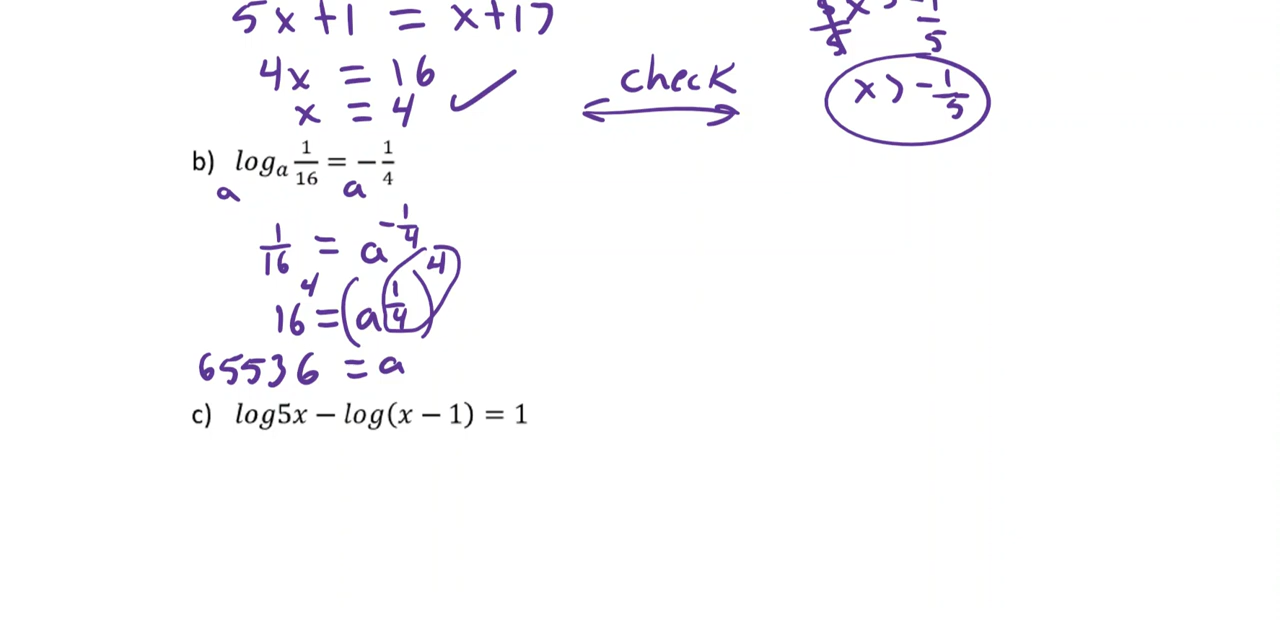 5x + 1 = x + 17
4x = 16
x = 4 ✓
check
x > -1/5
b) log_a 1/16 = -1/4
a a
1/16 = a^(-1/4)
16^4 = (a^(1/4))^4
65536 = a
c) log5x − log(x − 1) = 1